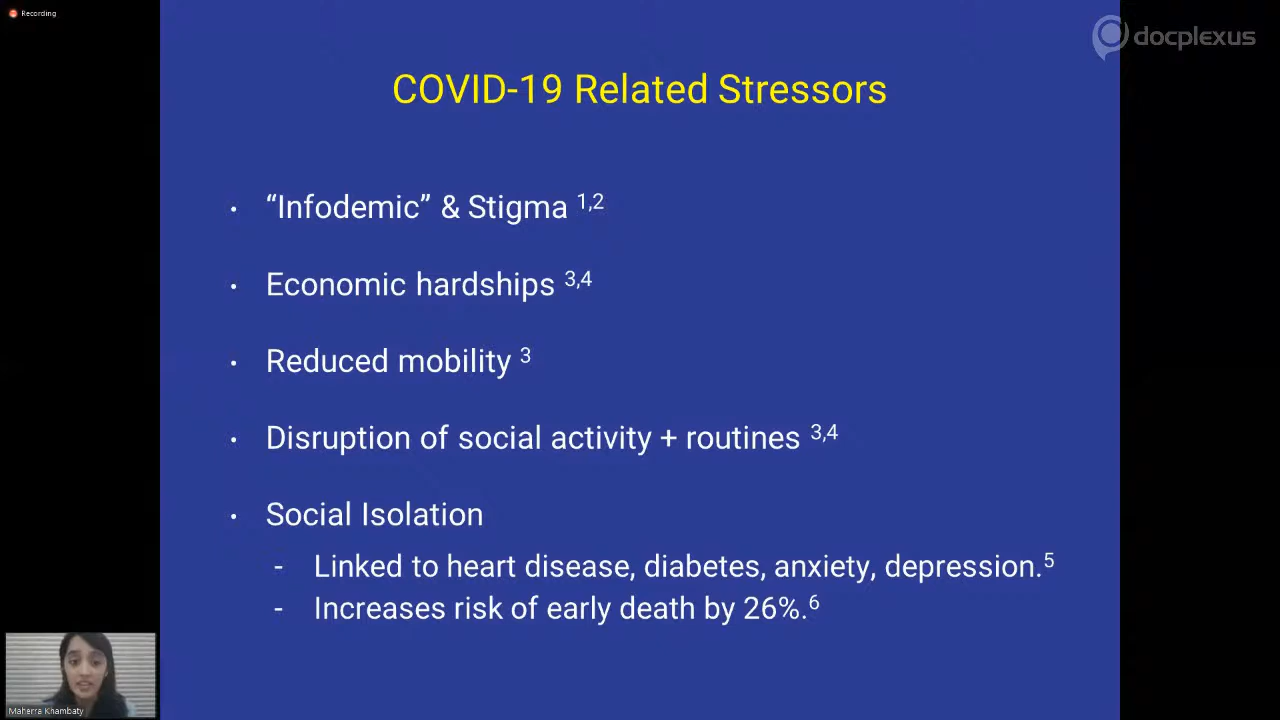 Recording
docplexus
COVID-19 Related Stressors
· “Infodemic” & Stigma 1,2
· Economic hardships 3,4
· Reduced mobility 3
· Disruption of social activity + routines 3,4
· Social Isolation
- Linked to heart disease, diabetes, anxiety, depression.5
- Increases risk of early death by 26%.6
Maherra Khambaty